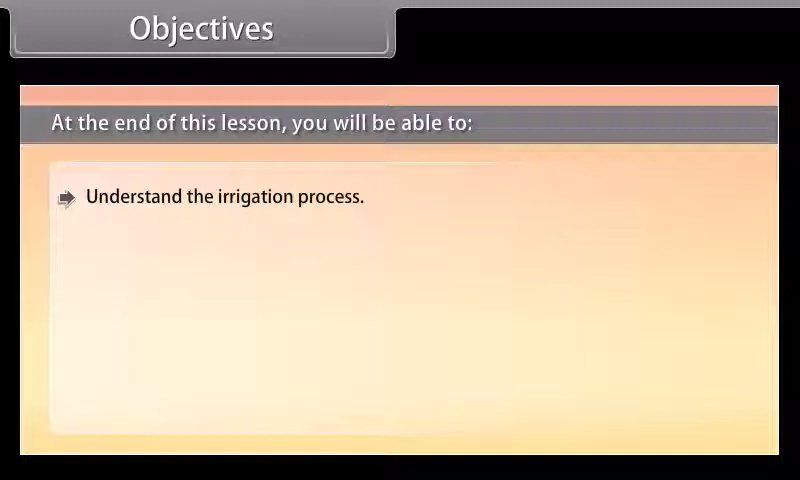 Objectives
At the end of this lesson, you will be able to:
Understand the irrigation process.